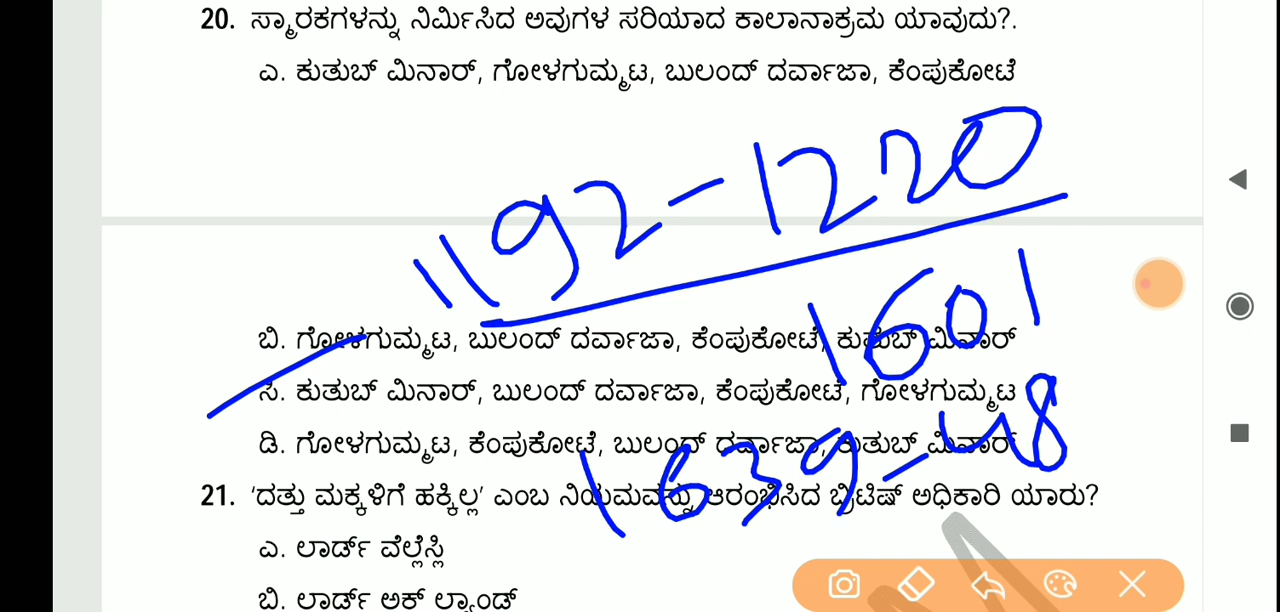 20. ಸ್ಮಾರಕಗಳನ್ನು ನಿರ್ಮಿಸಿದ ಅವುಗಳ ಸರಿಯಾದ ಕಾಲಾನಾಕ್ರಮ ಯಾವುದು?.
ಎ. ಕುತುಬ್ ಮಿನಾರ್, ಗೋಳಗುಮ್ಮಟ, ಬುಲಂದ್ ದರ್ವಾಜಾ, ಕೆಂಪುಕೋಟೆ
1192-1220
1601
ಬಿ. ಗೋಳಗುಮ್ಮಟ, ಬುಲಂದ್ ದರ್ವಾಜಾ, ಕೆಂಪುಕೋಟೆ, ಕುತುಬ್ ಮಿನಾರ್
ಸಿ. ಕುತುಬ್ ಮಿನಾರ್, ಬುಲಂದ್ ದರ್ವಾಜಾ, ಕೆಂಪುಕೋಟೆ, ಗೋಳಗುಮ್ಮಟ
ಡಿ. ಗೋಳಗುಮ್ಮಟ, ಕೆಂಪುಕೋಟೆ, ಬುಲಂದ್ ದರ್ವಾಜಾ, ಕುತುಬ್ ಮಿನಾರ್
1639-48
21. 'ದತ್ತು ಮಕ್ಕಳಿಗೆ ಹಕ್ಕಿಲ್ಲ' ಎಂಬ ನಿಯಮವನ್ನು ಆರಂಭಿಸಿದ ಬ್ರಿಟಿಷ್ ಅಧಿಕಾರಿ ಯಾರು?
ಎ. ಲಾರ್ಡ್ ವೆಲ್ಲೆಸ್ಲಿ
ಬಿ. ಲಾರ್ಡ್ ಅಕ್ ಲ್ಯಾಂಡ್